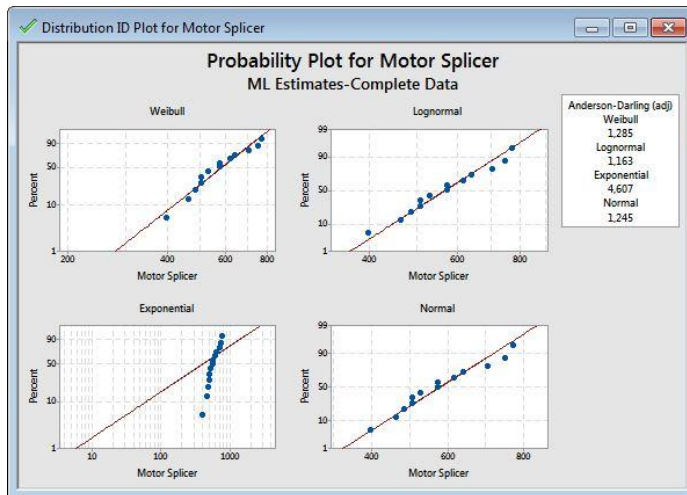 Distribution ID Plot for Motor Splicer
Probability Plot for Motor Splicer
ML Estimates-Complete Data
Weibull
Percent
90
50
10
1
200
400
600
800
Motor Splicer
Lognormal
Percent
99
90
50
10
1
400
600
800
Motor Splicer
Anderson-Darling (adj)
Weibull
1,285
Lognormal
1,163
Exponential
4,607
Normal
1,245
Exponential
Percent
90
50
10
1
10
100
1000
Motor Splicer
Normal
Percent
99
90
50
10
1
400
600
800
Motor Splicer